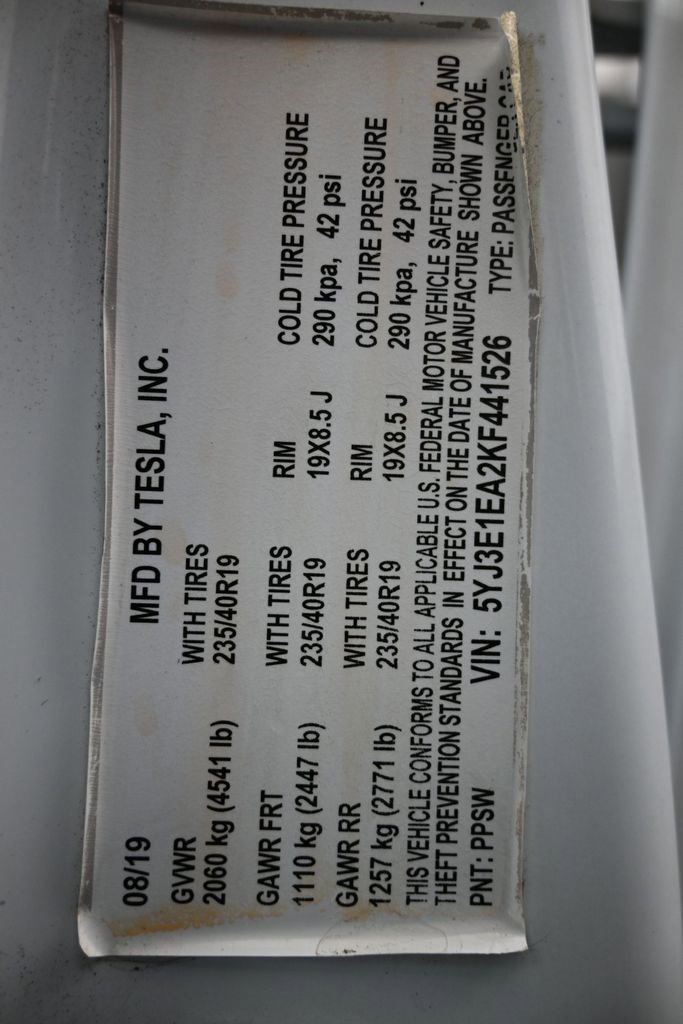 08/19 MFD BY TESLA, INC.
GVWR WITH TIRES
2060 kg (4541 lb) 235/40R19
GAWR FRT WITH TIRES RIM COLD TIRE PRESSURE
1110 kg (2447 lb) 235/40R19 19X8.5 J 290 kpa, 42 psi
GAWR RR WITH TIRES RIM COLD TIRE PRESSURE
1257 kg (2771 lb) 235/40R19 19X8.5 J 290 kpa, 42 psi
THIS VEHICLE CONFORMS TO ALL APPLICABLE U.S. FEDERAL MOTOR VEHICLE SAFETY, BUMPER, AND
THEFT PREVENTION STANDARDS IN EFFECT ON THE DATE OF MANUFACTURE SHOWN ABOVE.
PNT: PPSW VIN: 5YJ3E1EA2KF441526 TYPE: PASSENGER CAR